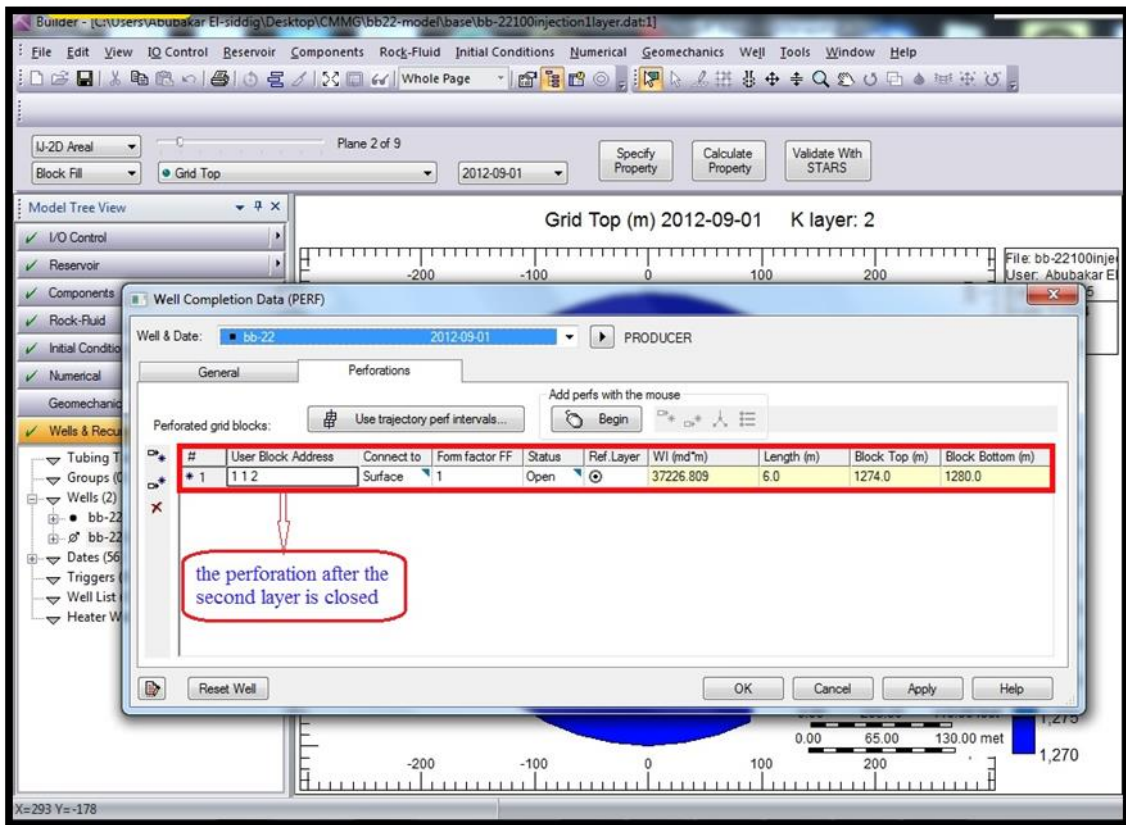 Builder - [C:\Users\Abubakar El-siddig\Desktop\CMMG\bb22-model\base\bb-22100injection1layer.dat:1]
File Edit View IO Control Reservoir Components Rock-Fluid Initial Conditions Numerical Geomechanics Well Tools Window Help
Whole Page
IJ-2D Areal Plane 2 of 9
Block Fill Grid Top 2012-09-01
Specify Property Calculate Property Validate With STARS
Model Tree View
I/O Control
Reservoir
Components
Rock-Fluid
Initial Conditio
Numerical
Geomechanic
Wells & Recu
Tubing T
Groups (0
Wells (2)
bb-22
bb-22
Dates (56
Triggers (
Well List (
Heater W
Grid Top (m) 2012-09-01 K layer: 2
-200 -100 0 100 200
File: bb-22100inje
User: Abubakar El
Well Completion Data (PERF)
Well & Date: bb-22 2012-09-01 PRODUCER
General Perforations
Add perfs with the mouse
Perforated grid blocks: Use trajectory perf intervals... Begin
# User Block Address Connect to Form factor FF Status Ref.Layer WI (md*m) Length (m) Block Top (m) Block Bottom (m)
* 1 1 1 2 Surface 1 Open 37226.809 6.0 1274.0 1280.0
the perforation after the
second layer is closed
Reset Well OK Cancel Apply Help
1,275
0.00 65.00 130.00 met
1,270
-200 -100 0 100 200
X=293 Y=-178